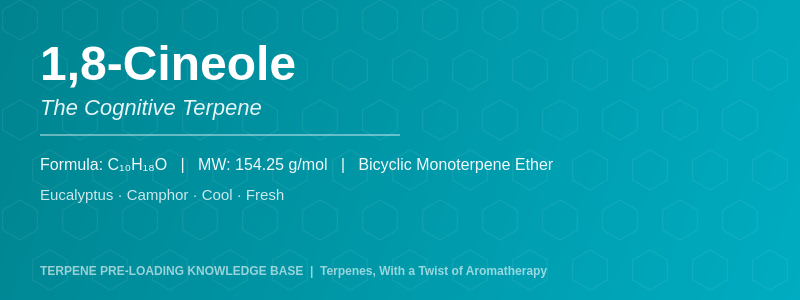 1,8-Cineole
The Cognitive Terpene
Formula: C₁₀H₁₈O | MW: 154.25 g/mol | Bicyclic Monoterpene Ether
Eucalyptus · Camphor · Cool · Fresh
TERPENE PRE-LOADING KNOWLEDGE BASE | Terpenes, With a Twist of Aromatherapy